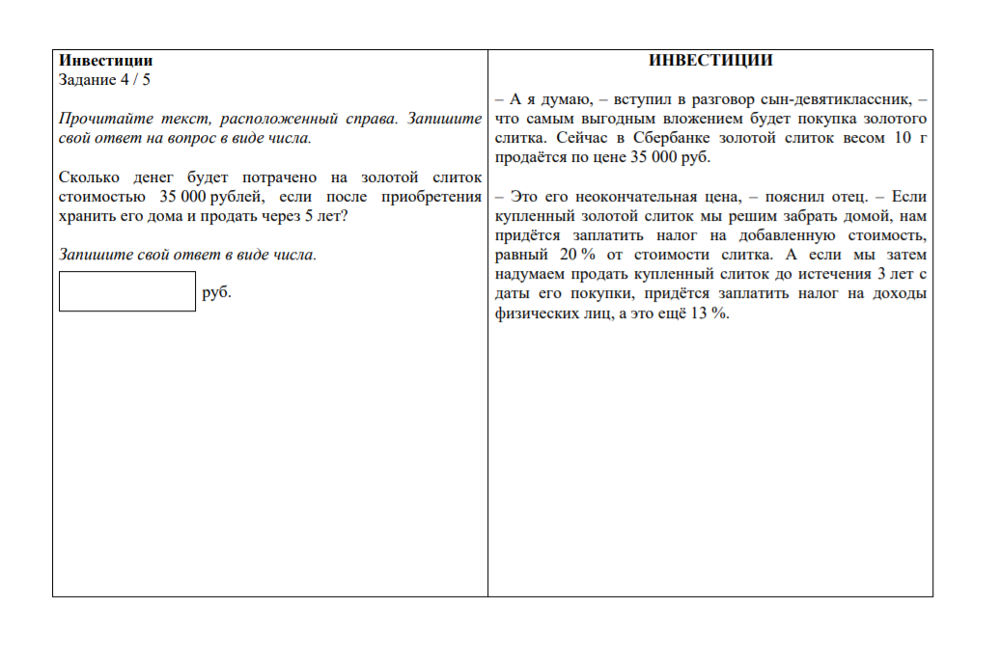 Инвестиции
Задание 4 / 5
Прочитайте текст, расположенный справа. Запишите
свой ответ на вопрос в виде числа.
Сколько денег будет потрачено на золотой слиток
стоимостью 35 000 рублей, если после приобретения
хранить его дома и продать через 5 лет?
Запишите свой ответ в виде числа.
руб.
ИНВЕСТИЦИИ
– А я думаю, – вступил в разговор сын-девятиклассник, –
что самым выгодным вложением будет покупка золотого
слитка. Сейчас в Сбербанке золотой слиток весом 10 г
продаётся по цене 35 000 руб.
– Это его неокончательная цена, – пояснил отец. – Если
купленный золотой слиток мы решим забрать домой, нам
придётся заплатить налог на добавленную стоимость,
равный 20 % от стоимости слитка. А если мы затем
надумаем продать купленный слиток до истечения 3 лет с
даты его покупки, придётся заплатить налог на доходы
физических лиц, а это ещё 13 %.